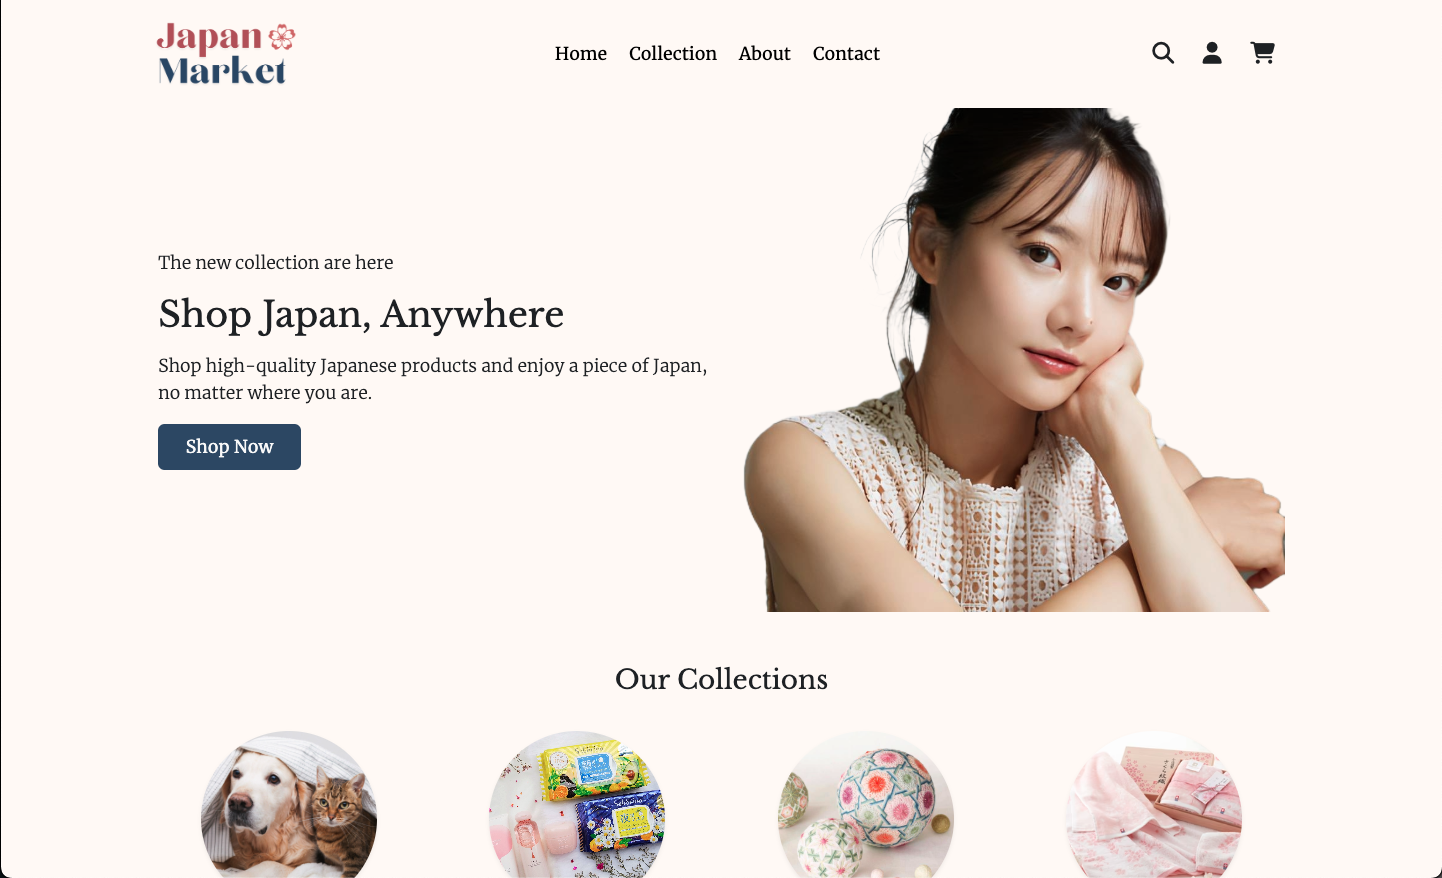 Japan
Market
Home Collection About Contact
The new collection are here
Shop Japan, Anywhere
Shop high-quality Japanese products and enjoy a piece of Japan,
no matter where you are.
Shop Now
Our Collections